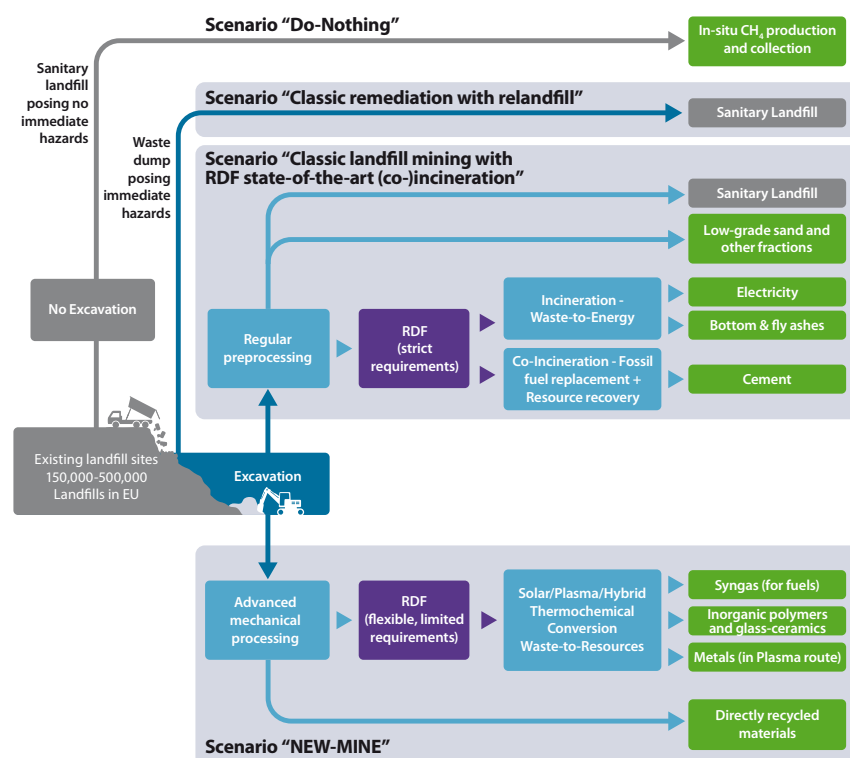 Scenario “Do-Nothing”
In-situ CH₄ production
and collection
Sanitary
landfill
posing no
immediate
hazards
Scenario “Classic remediation with relandfill”
Sanitary Landfill
Waste
dump
posing
immediate
hazards
Scenario “Classic landfill mining with
RDF state-of-the-art (co-)incineration”
Sanitary Landfill
Low-grade sand and
other fractions
No Excavation
Regular
preprocessing
RDF
(strict
requirements)
Incineration -
Waste-to-Energy
Electricity
Bottom & fly ashes
Co-Incineration - Fossil
fuel replacement +
Resource recovery
Cement
Existing landfill sites
150,000-500,000
Landfills in EU
Excavation
Advanced
mechanical
processing
RDF
(flexible, limited
requirements)
Solar/Plasma/Hybrid
Thermochemical
Conversion
Waste-to-Resources
Syngas (for fuels)
Inorganic polymers
and glass-ceramics
Metals (in Plasma route)
Directly recycled
materials
Scenario “NEW-MINE”